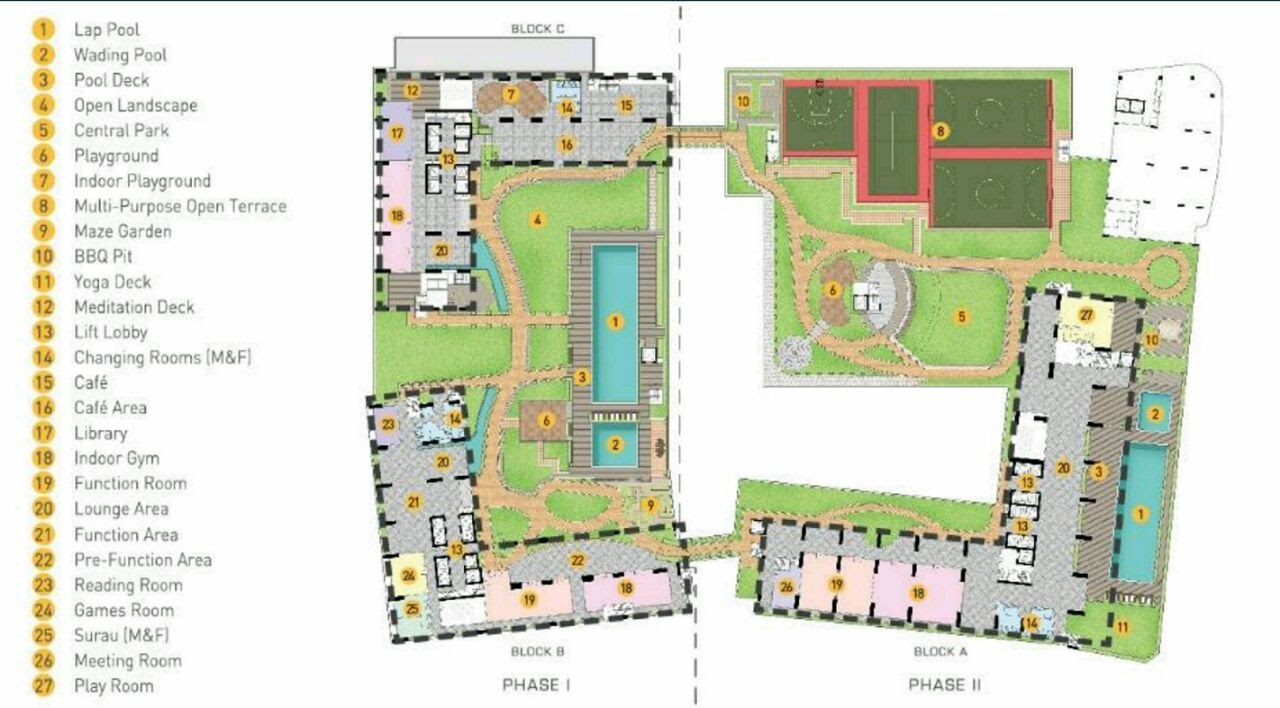 1 Lap Pool
2 Wading Pool
3 Pool Deck
4 Open Landscape
5 Central Park
6 Playground
7 Indoor Playground
8 Multi-Purpose Open Terrace
9 Maze Garden
10 BBQ Pit
11 Yoga Deck
12 Meditation Deck
13 Lift Lobby
14 Changing Rooms (M&F)
15 Café
16 Café Area
17 Library
18 Indoor Gym
19 Function Room
20 Lounge Area
21 Function Area
22 Pre-Function Area
23 Reading Room
24 Games Room
25 Surau (M&F)
26 Meeting Room
27 Play Room
BLOCK C
12
7
14
15
17
13
16
18
4
20
1
3
6
2
23
14
20
21
9
13
22
24
25
19
18
BLOCK B
PHASE I
10
8
6
5
27
10
2
20
3
13
1
13
26
19
18
14
11
BLOCK A
PHASE II